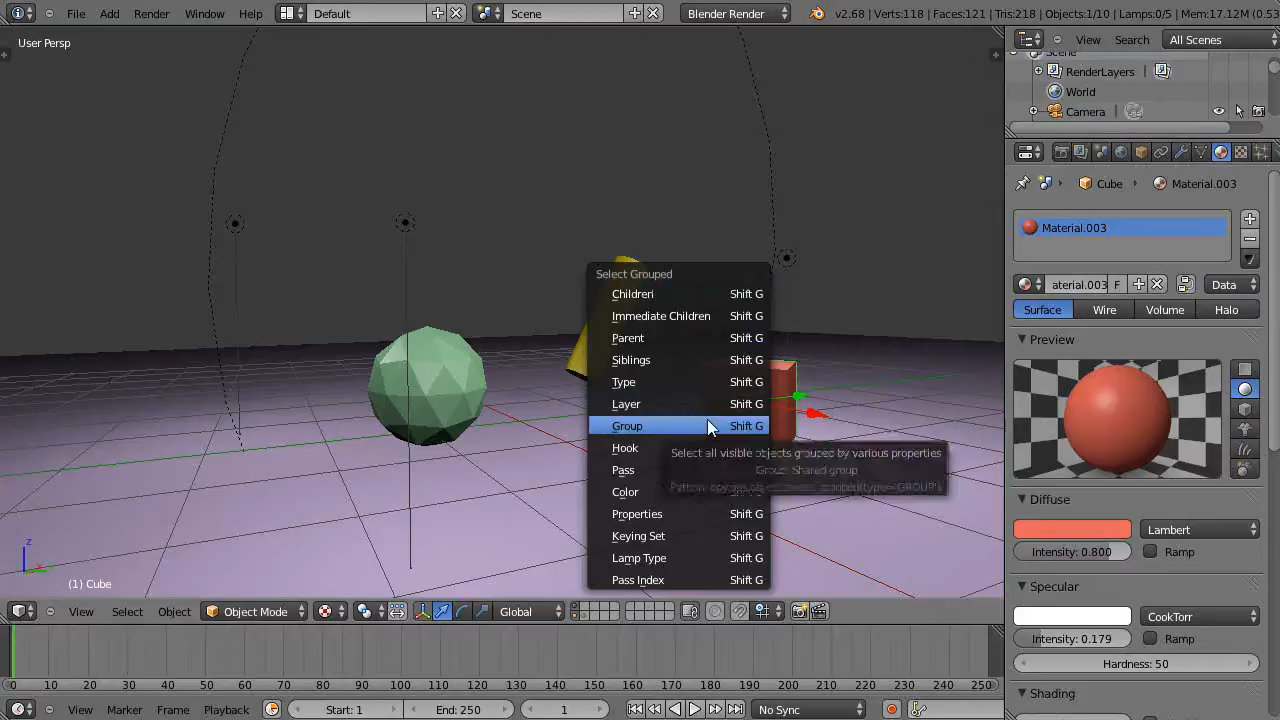 File Add Render Window Help Default Scene Blender Render v2.68 | Verts:118 | Faces:121 | Tris:218 | Objects:1/10 | Lamps:0/5 | Mem:17.12M (0.53
User Persp
View Search All Scenes
Scene
RenderLayers
World
Camera
Cube Material.003
Material.003
aterial.003 F Data
Surface Wire Volume Halo
Preview
Diffuse
Lambert
Intensity: 0.800 Ramp
Specular
CookTorr
Intensity: 0.179 Ramp
Hardness: 50
Shading
Select Grouped
Children Shift G
Immediate Children Shift G
Parent Shift G
Siblings Shift G
Type Shift G
Layer Shift G
Group Shift G
Hook
Pass
Color
Properties Shift G
Keying Set Shift G
Lamp Type Shift G
Pass Index Shift G
Select all visible objects grouped by various properties
Group: Shared group
z
(1) Cube
View Select Object Object Mode Global
0 10 20 30 40 50 60 70 80 90 100 110 120 130 140 150 160 170 180 190 200 210 220 230 240 250
View Marker Frame Playback Start: 1 End: 250 1 No Sync